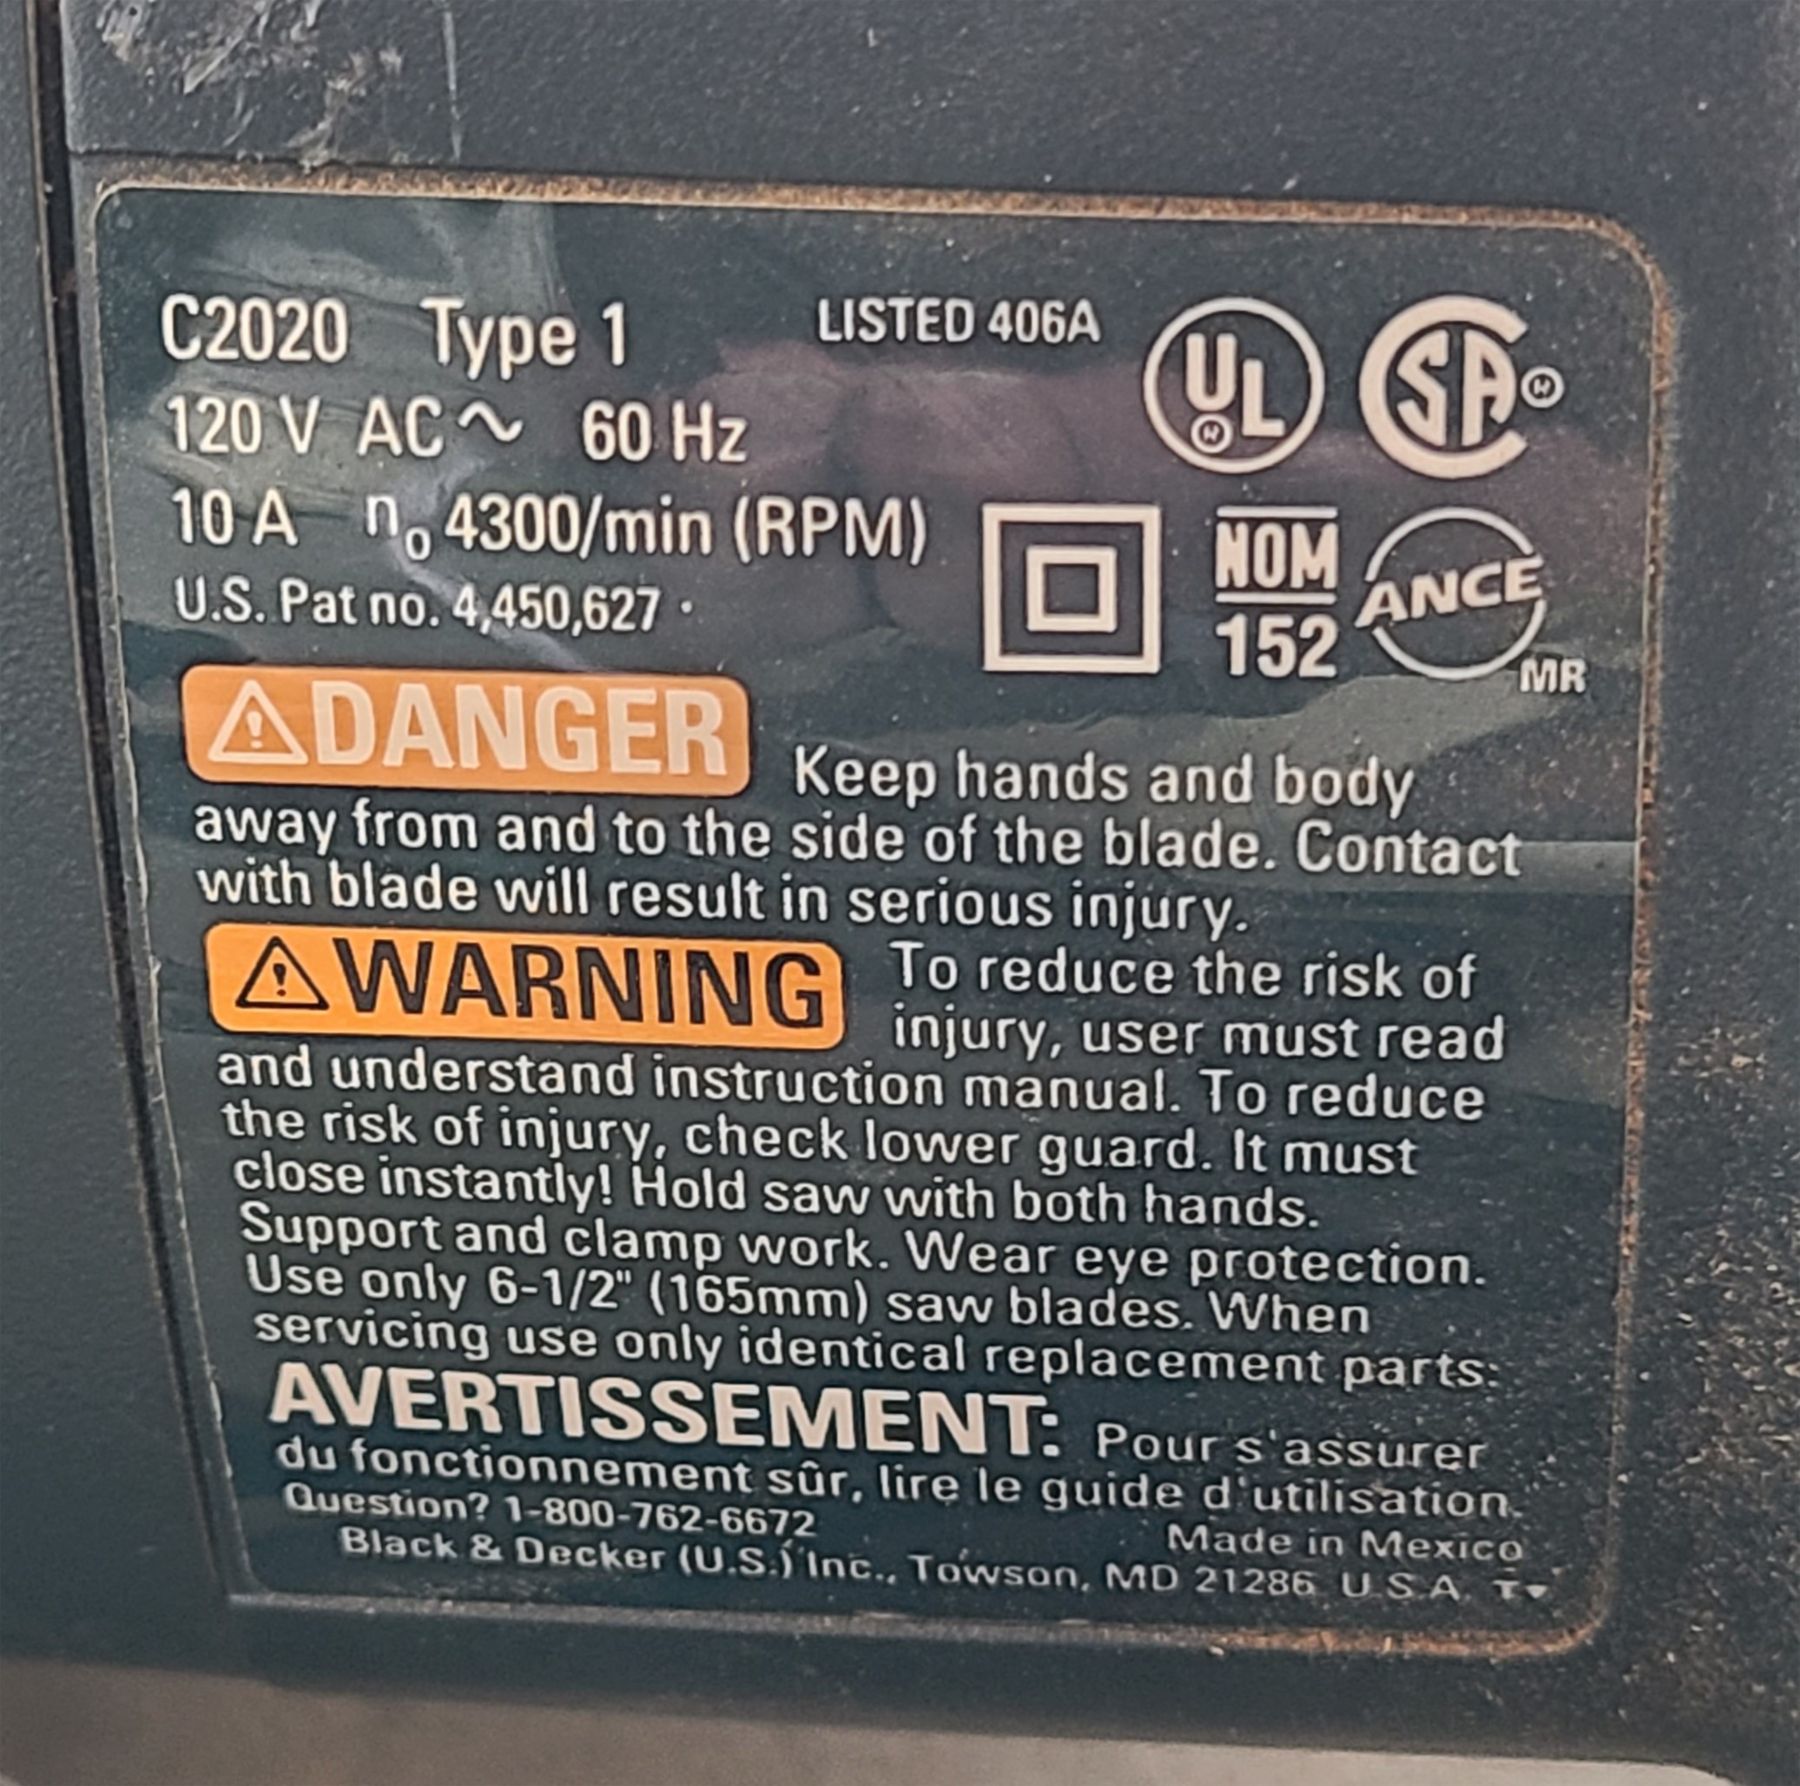 C2020 Type 1 LISTED 406A UL SA
120 V AC ~ 60 Hz
10 A no 4300/min (RPM)
NOM ANCE
U.S. Pat no. 4,450,627
152 MR
DANGER Keep hands and body
away from and to the side of the blade. Contact
with blade will result in serious injury.
WARNING To reduce the risk of
injury, user must read
and understand instruction manual. To reduce
the risk of injury, check lower guard. It must
close instantly! Hold saw with both hands.
Support and clamp work. Wear eye protection.
Use only 6-1/2" (165mm) saw blades. When
servicing use only identical replacement parts.
AVERTISSEMENT: Pour s'assurer
du fonctionnement sûr, lire le guide d'utilisation.
Question? 1-800-762-6672
Made in Mexico
Black & Decker (U.S.) Inc., Towson, MD 21286 U.S.A.